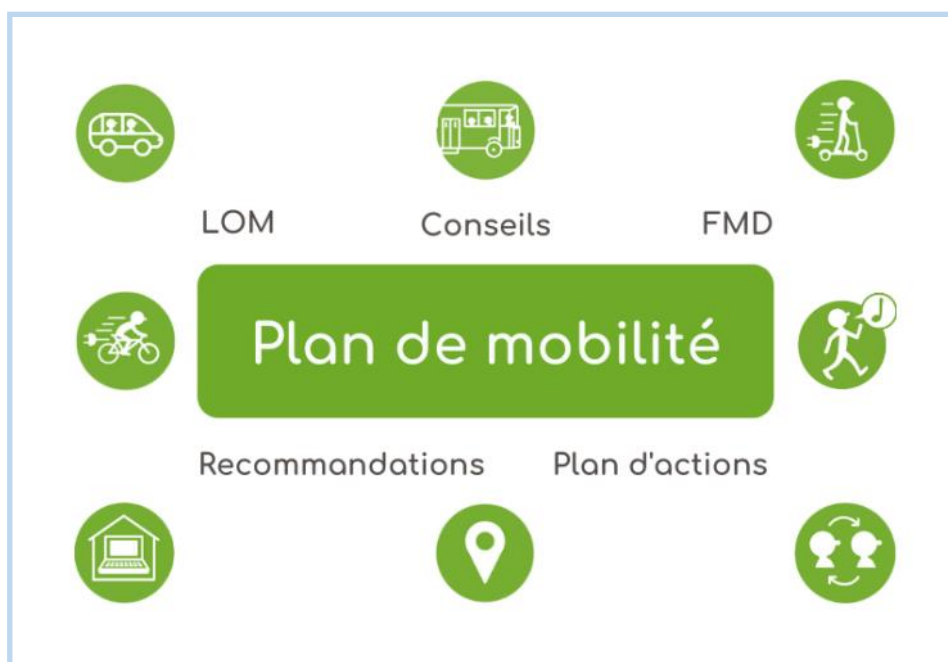 LOM
Conseils
FMD
Plan de mobilité
Recommandations
Plan d'actions